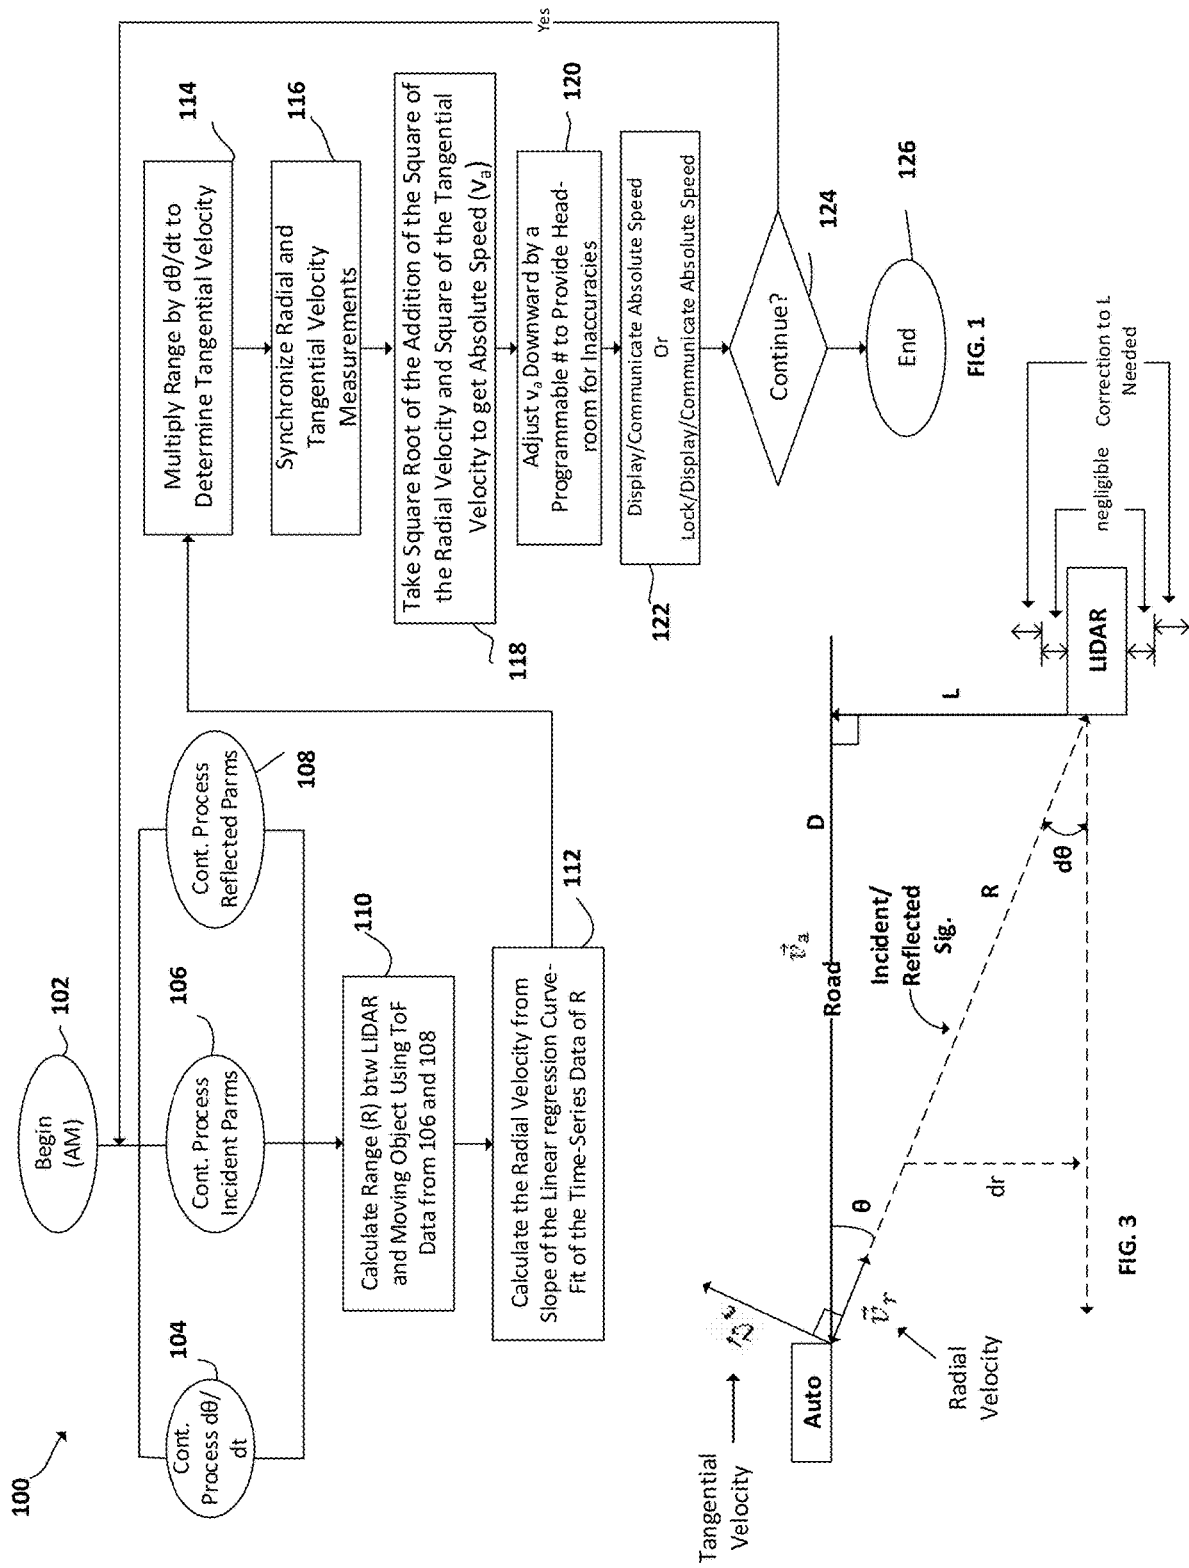 100
Begin
(AM)
102
Cont.
Process dθ/
dt
104
Cont. Process
Incident Parms
106
Cont. Process
Reflected Parms
108
Calculate Range (R) btw LIDAR
and Moving Object Using ToF
Data from 106 and 108
110
Calculate the Radial Velocity from
Slope of the Linear regression Curve-
Fit of the Time-Series Data of R
112
Multiply Range by dθ/dt to
Determine Tangential Velocity
114
Synchronize Radial and
Tangential Velocity
Measurements
116
Take Square Root of the Addition of the Square of
the Radial Velocity and Square of the Tangential
Velocity to get Absolute Speed (va)
118
Adjust va Downward by a
Programmable # to Provide Head-
room for Inaccuracies
120
Display/Communicate Absolute Speed
Or
Lock/Display/Communicate Absolute Speed
122
Continue?
124
Yes
End
126
FIG. 1
Tangential
Velocity
Auto
v⃗r
Radial
Velocity
θ
dr
Road
v⃗a
D
Incident/
Reflected
Sig.
R
dθ
L
LIDAR
negligible
Correction to L
Needed
FIG. 3